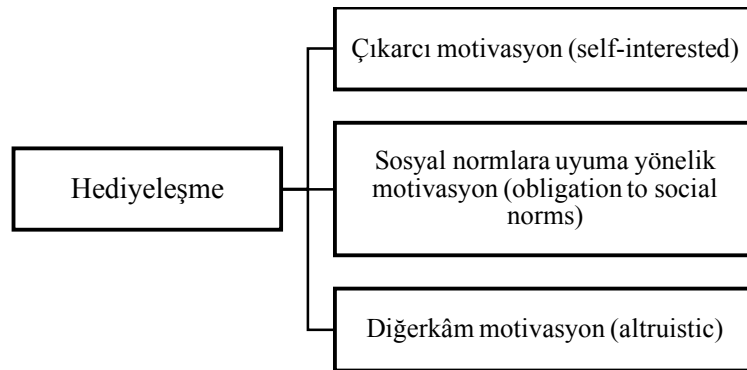 Çıkarcı motivasyon (self-interested)
Hediyeleşme
Sosyal normlara uyuma yönelik
motivasyon (obligation to social
norms)
Diğerkâm motivasyon (altruistic)